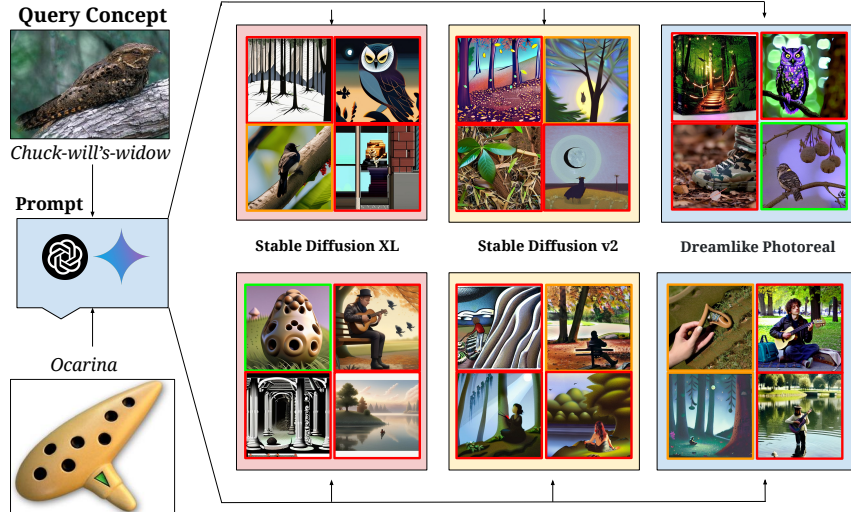 Query Concept
Chuck-will's-widow
Prompt
Ocarina
Stable Diffusion XL
Stable Diffusion v2
Dreamlike Photoreal